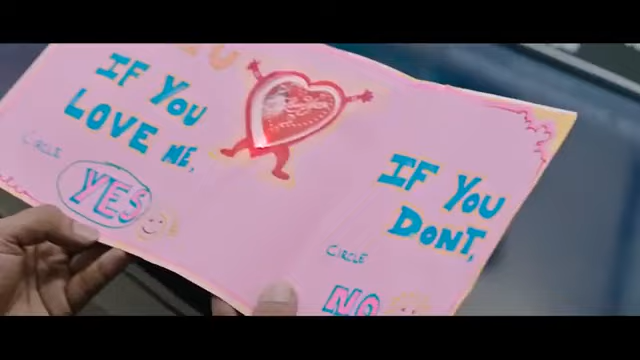 IF YOU
LOVE ME,
CIRCLE
YES
IF YOU
DONT,
CIRCLE
NO